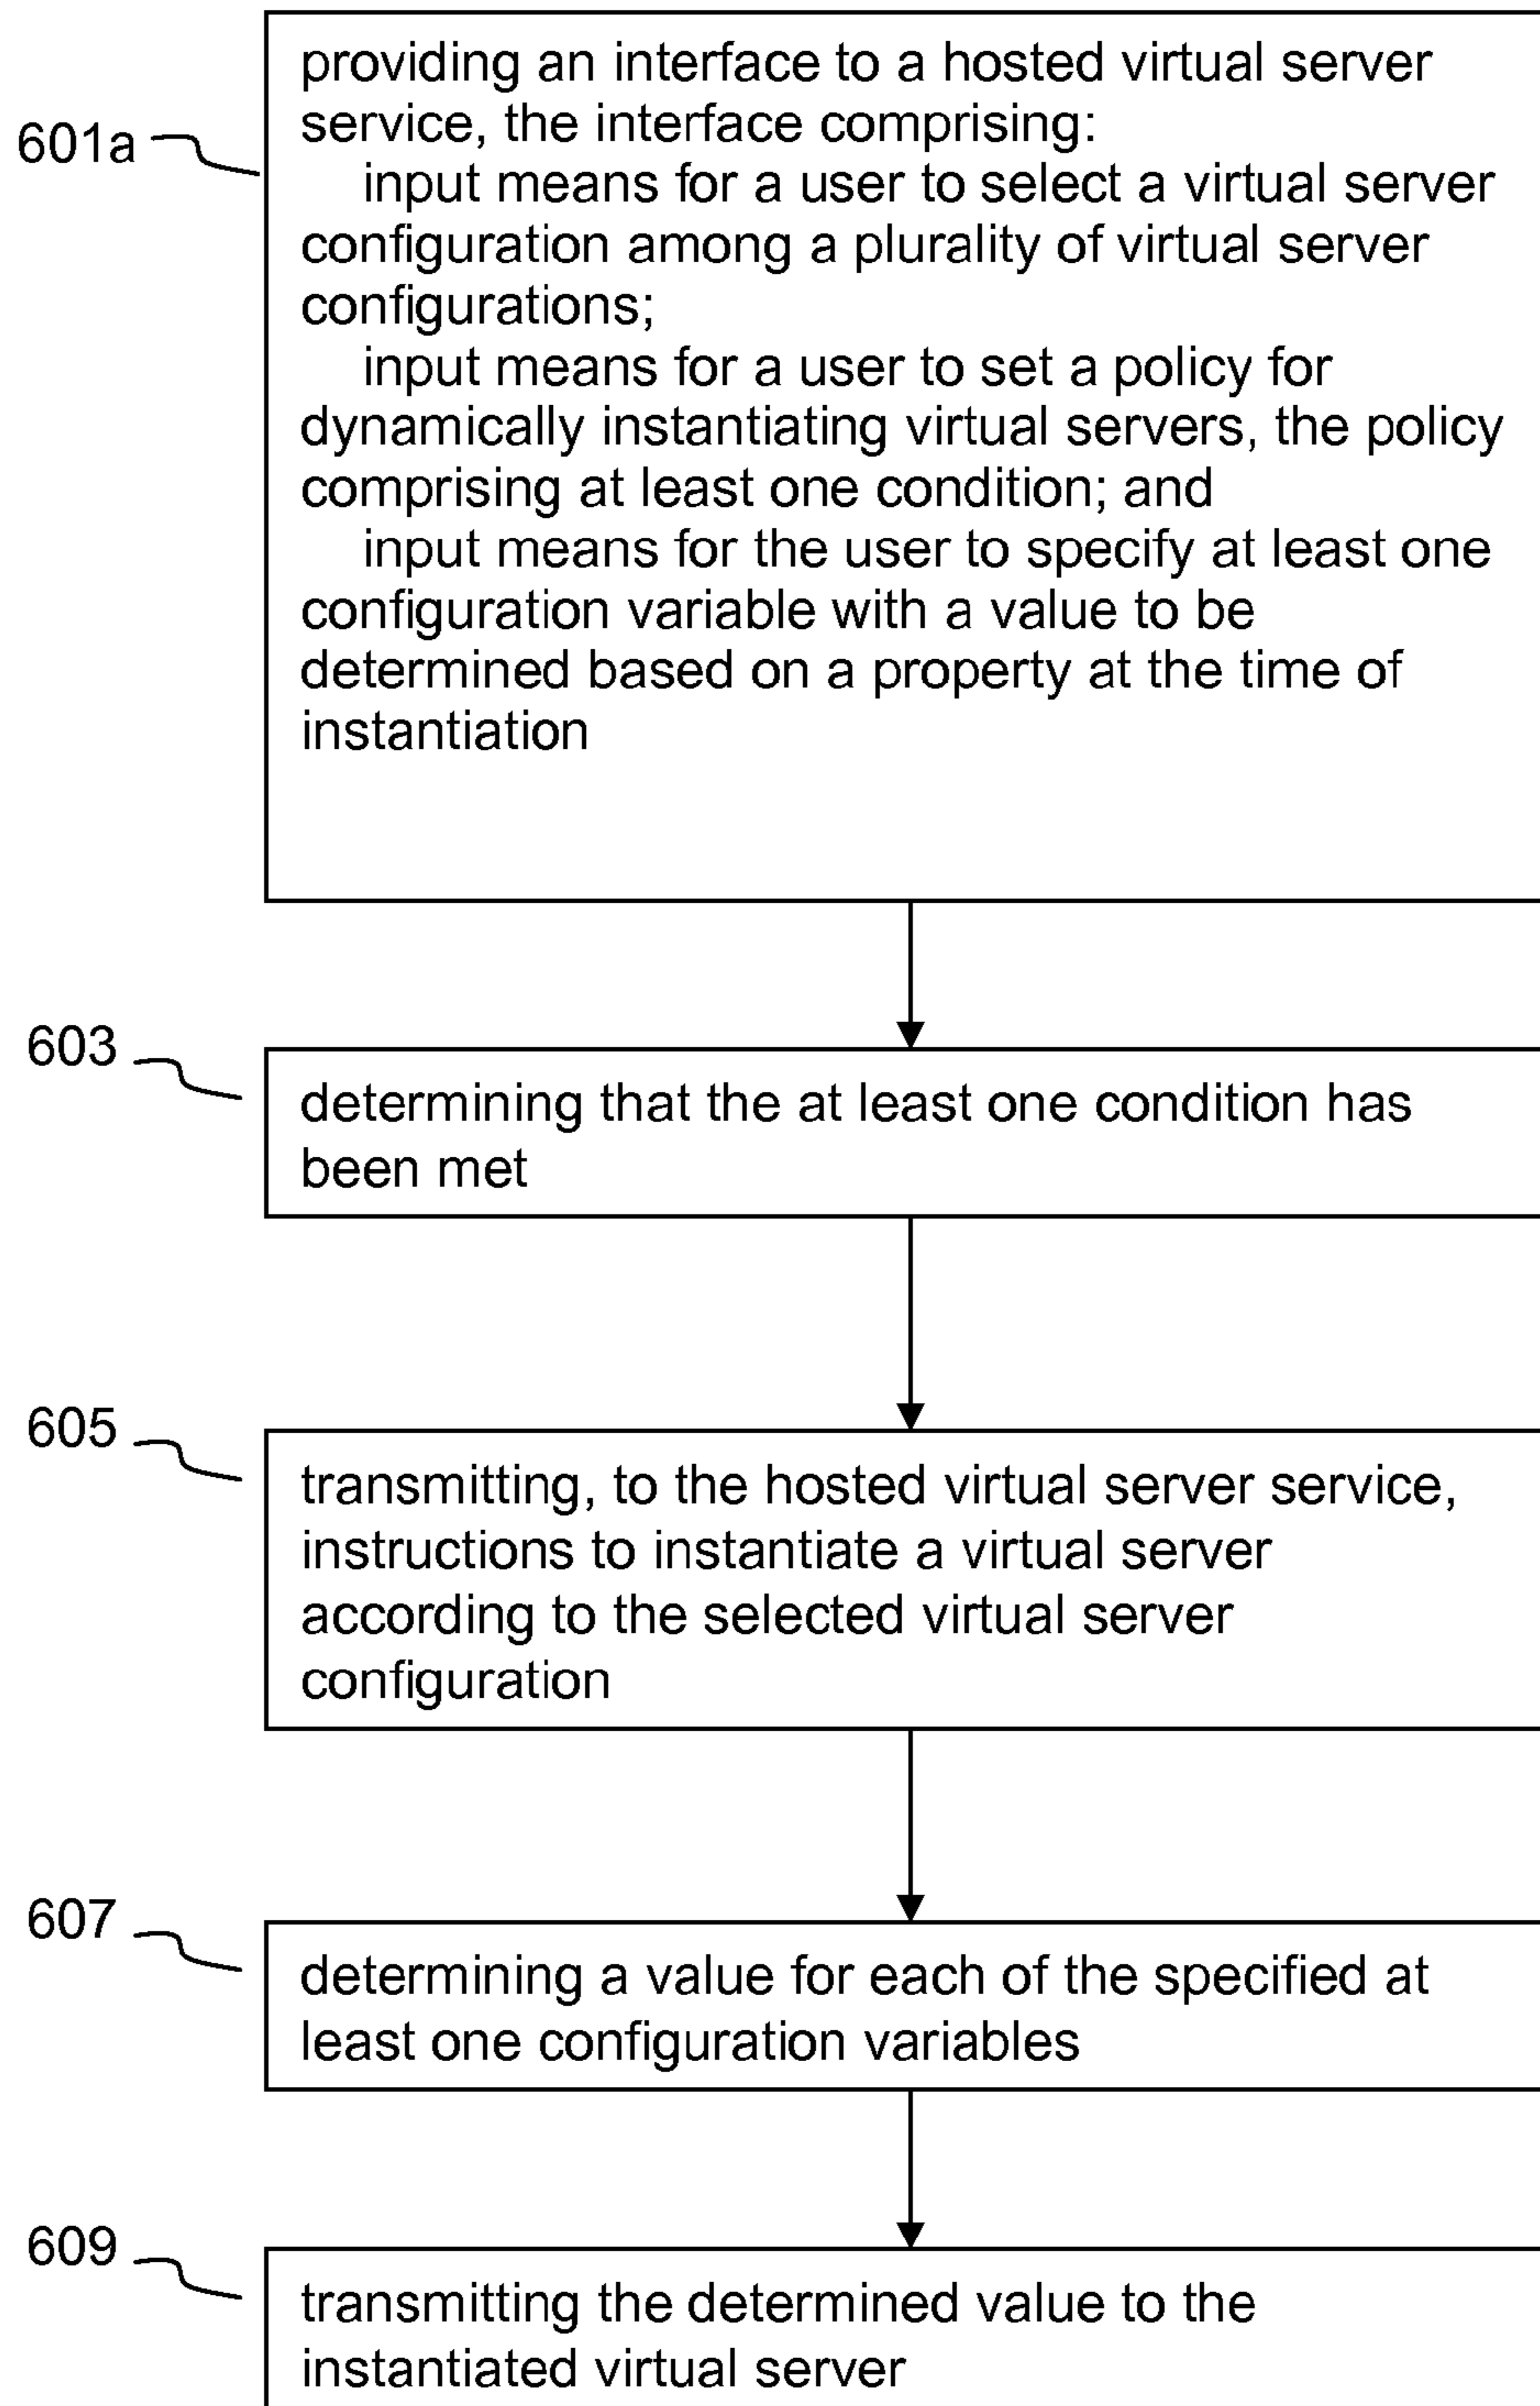 providing an interface to a hosted virtual server
service, the interface comprising:
601a
input means for a user to select a virtual server
configuration among a plurality of virtual server
configurations;
input means for a user to set a policy for
dynamically instantiating virtual servers, the policy
comprising at least one condition; and
input means for the user to specify at least one
configuration variable with a value to be
determined based on a property at the time of
instantiation
603
determining that the at least one condition has
been met
605
transmitting, to the hosted virtual server service,
instructions to instantiate a virtual server
according to the selected virtual server
configuration
607
determining a value for each of the specified at
least one configuration variables
609
transmitting the determined value to the
instantiated virtual server